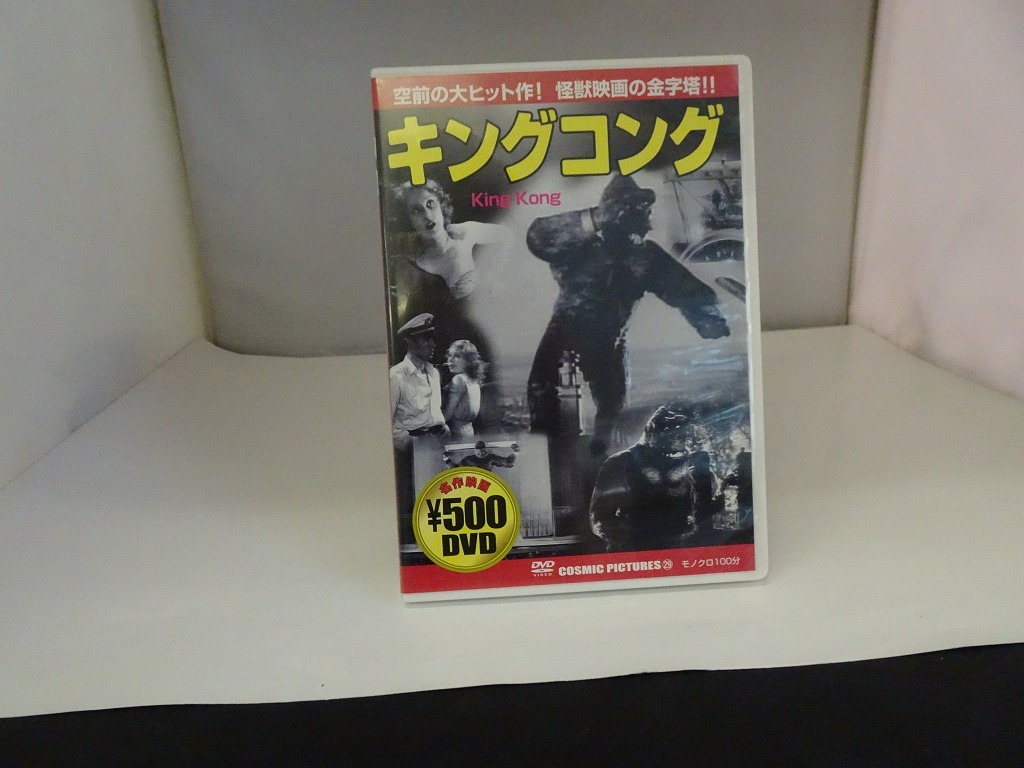 空前の大ヒット作! 怪獣映画の金字塔!!
キングコング
King Kong
名作映画
¥500
DVD
DVD VIDEO COSMIC PICTURES 29 モノクロ100分